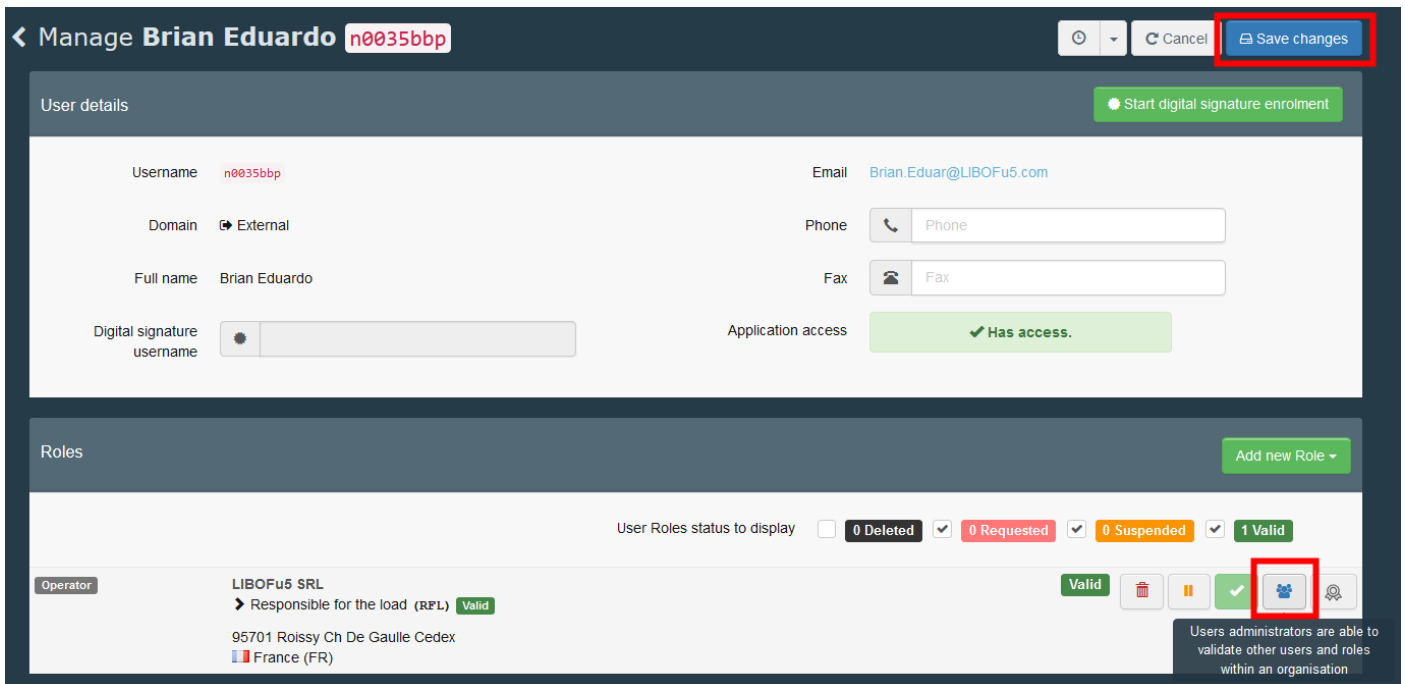 Manage Brian Eduardo n0035bbp
Cancel
Save changes
User details
Start digital signature enrolment
Username n0035bbp
Email Brian.Eduar@LIBOFu5.com
Domain External
Phone Phone
Full name Brian Eduardo
Fax Fax
Digital signature
username
Application access Has access.
Roles
Add new Role
User Roles status to display 0 Deleted 0 Requested 0 Suspended 1 Valid
Operator
LIBOFu5 SRL
Responsible for the load (RFL) Valid
95701 Roissy Ch De Gaulle Cedex
France (FR)
Valid
Users administrators are able to
validate other users and roles
within an organisation